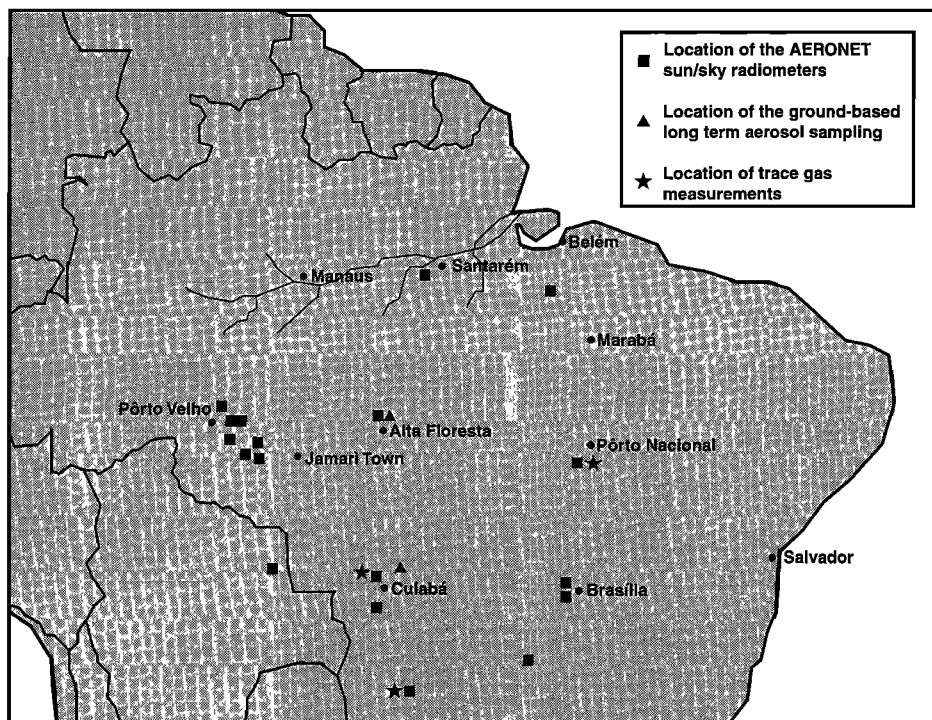 Location of the AERONET
sun/sky radiometers
Location of the ground-based
long term aerosol sampling
Location of trace gas
measurements
Belém
Manáus
Santarém
Marabá
Pôrto Velho
Alta Floresta
Pôrto Nacional
Jamari Town
Salvador
Cuiabá
Brasília